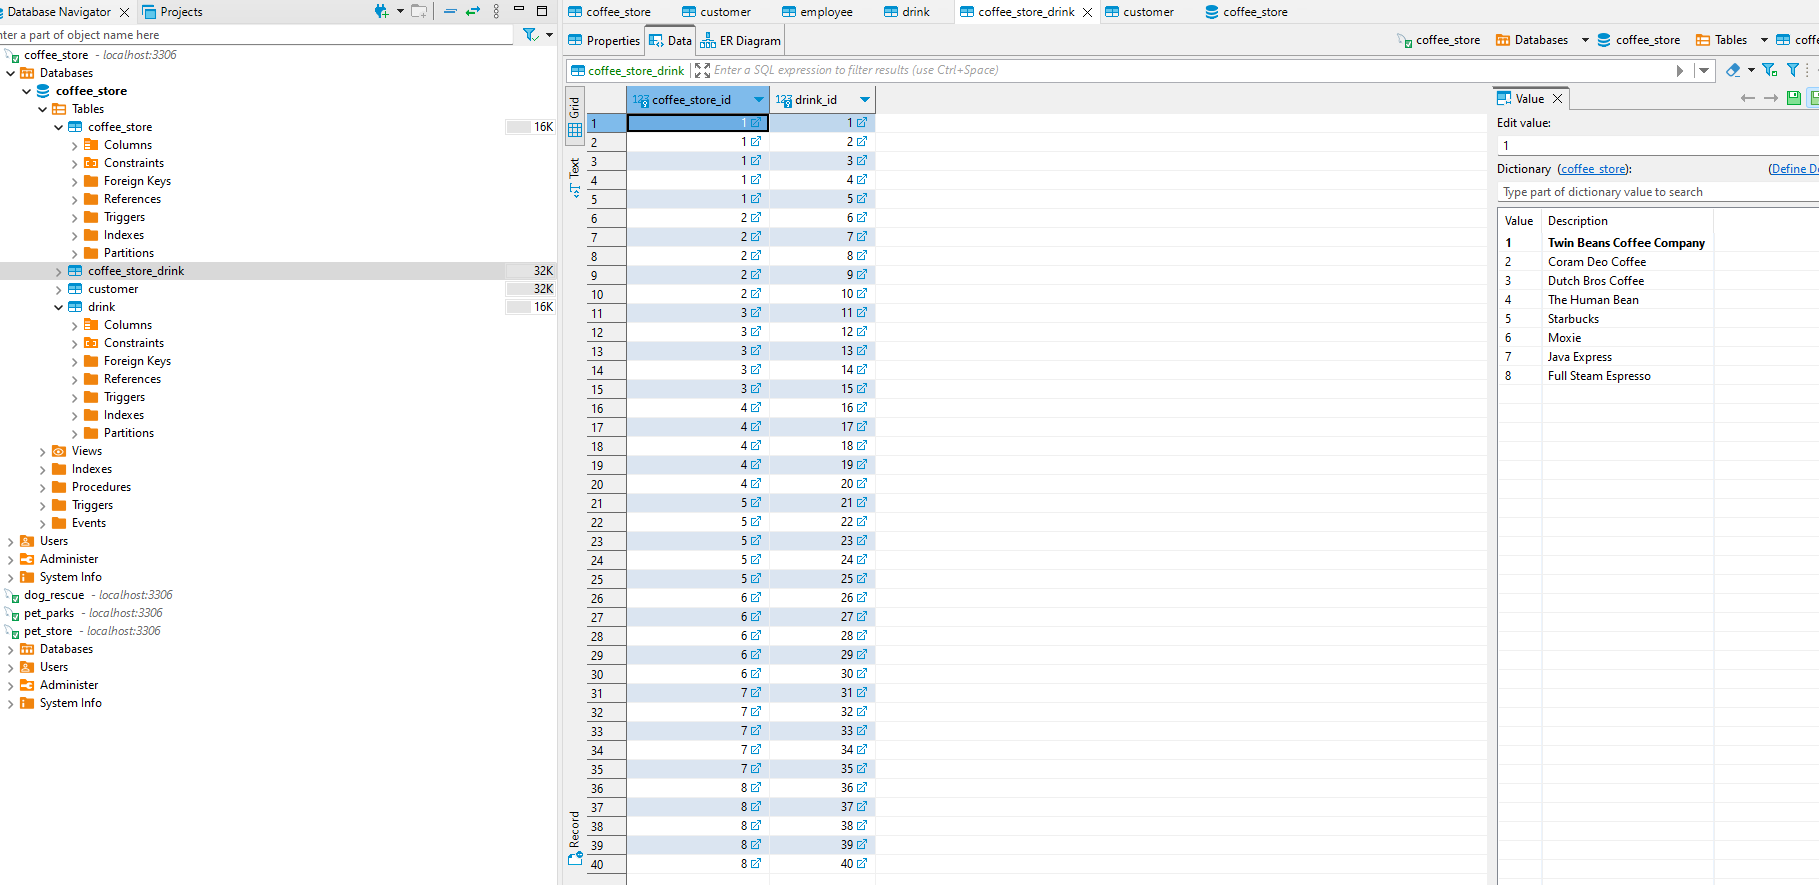 Database Navigator
Projects
nter a part of object name here
coffee_store - localhost:3306
Databases
coffee_store
Tables
coffee_store 16K
Columns
Constraints
Foreign Keys
References
Triggers
Indexes
Partitions
coffee_store_drink 32K
customer 32K
drink 16K
Columns
Constraints
Foreign Keys
References
Triggers
Indexes
Partitions
Views
Indexes
Procedures
Triggers
Events
Users
Administer
System Info
dog_rescue - localhost:3306
pet_parks - localhost:3306
pet_store - localhost:3306
Databases
Users
Administer
System Info
coffee_store customer employee drink coffee_store_drink customer coffee_store
Properties Data ER Diagram
coffee_store Databases coffee_store Tables coffe
coffee_store_drink Enter a SQL expression to filter results (use Ctrl+Space)
Grid
Text
Record
123 coffee_store_id 123 drink_id
1 1 1
2 1 2
3 1 3
4 1 4
5 1 5
6 2 6
7 2 7
8 2 8
9 2 9
10 2 10
11 3 11
12 3 12
13 3 13
14 3 14
15 3 15
16 4 16
17 4 17
18 4 18
19 4 19
20 4 20
21 5 21
22 5 22
23 5 23
24 5 24
25 5 25
26 6 26
27 6 27
28 6 28
29 6 29
30 6 30
31 7 31
32 7 32
33 7 33
34 7 34
35 7 35
36 8 36
37 8 37
38 8 38
39 8 39
40 8 40
Value
Edit value:
1
Dictionary (coffee_store): (Define D
Type part of dictionary value to search
Value Description
1 Twin Beans Coffee Company
2 Coram Deo Coffee
3 Dutch Bros Coffee
4 The Human Bean
5 Starbucks
6 Moxie
7 Java Express
8 Full Steam Espresso